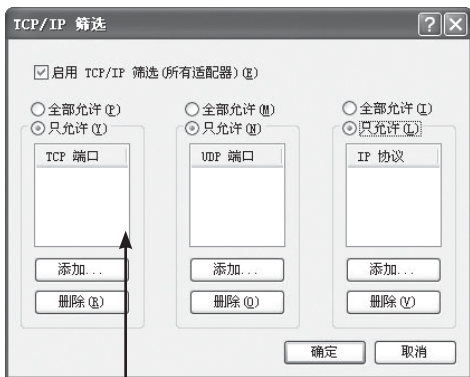 TCP/IP 筛选
启用 TCP/IP 筛选(所有适配器)(E)
全部允许(P)
只允许(Y)
TCP 端口
添加...
删除(R)
全部允许(M)
只允许(N)
UDP 端口
添加...
删除(O)
全部允许(I)
只允许(L)
IP 协议
添加...
删除(V)
确定
取消